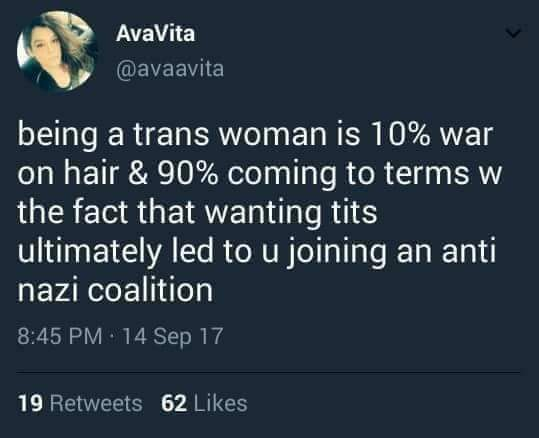 AvaVita
@avaavita
being a trans woman is 10% war
on hair & 90% coming to terms w
the fact that wanting tits
ultimately led to u joining an anti
nazi coalition
8:45 PM · 14 Sep 17
19 Retweets 62 Likes